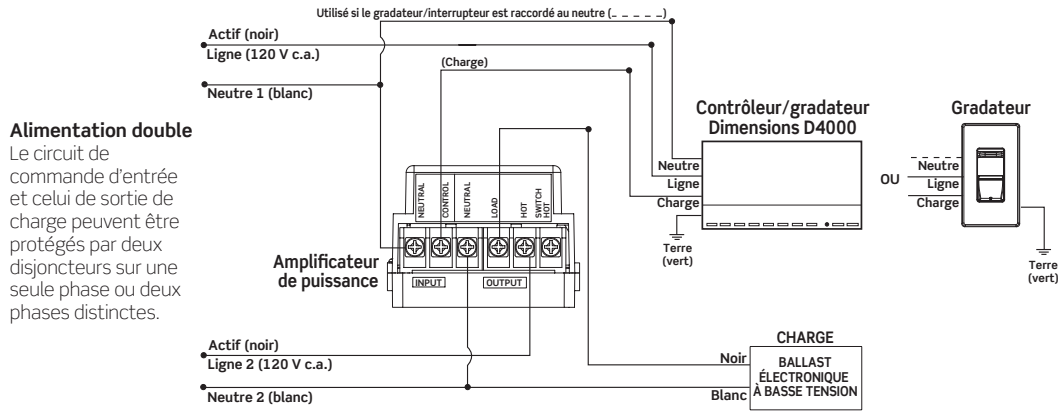 Utilisé si le gradateur/interrupteur est raccordé au neutre (_ _ _ _ _)
Actif (noir)
Ligne (120 V c.a.)
(Charge)
Neutre 1 (blanc)
Alimentation double
Le circuit de
commande d'entrée
et celui de sortie de
charge peuvent être
protégés par deux
disjoncteurs sur une
seule phase ou deux
phases distinctes.
Contrôleur/gradateur
Dimensions D4000
Gradateur
Neutre
Ligne
Charge
OU
Neutre
Ligne
Charge
Terre
(vert)
Terre
(vert)
NEUTRAL
CONTROL
NEUTRAL
LOAD
HOT
SWITCH
HOT
Amplificateur
de puissance
INPUT
OUTPUT
Actif (noir)
Ligne 2 (120 V c.a.)
Neutre 2 (blanc)
CHARGE
Noir
Blanc
BALLAST
ÉLECTRONIQUE
À BASSE TENSION